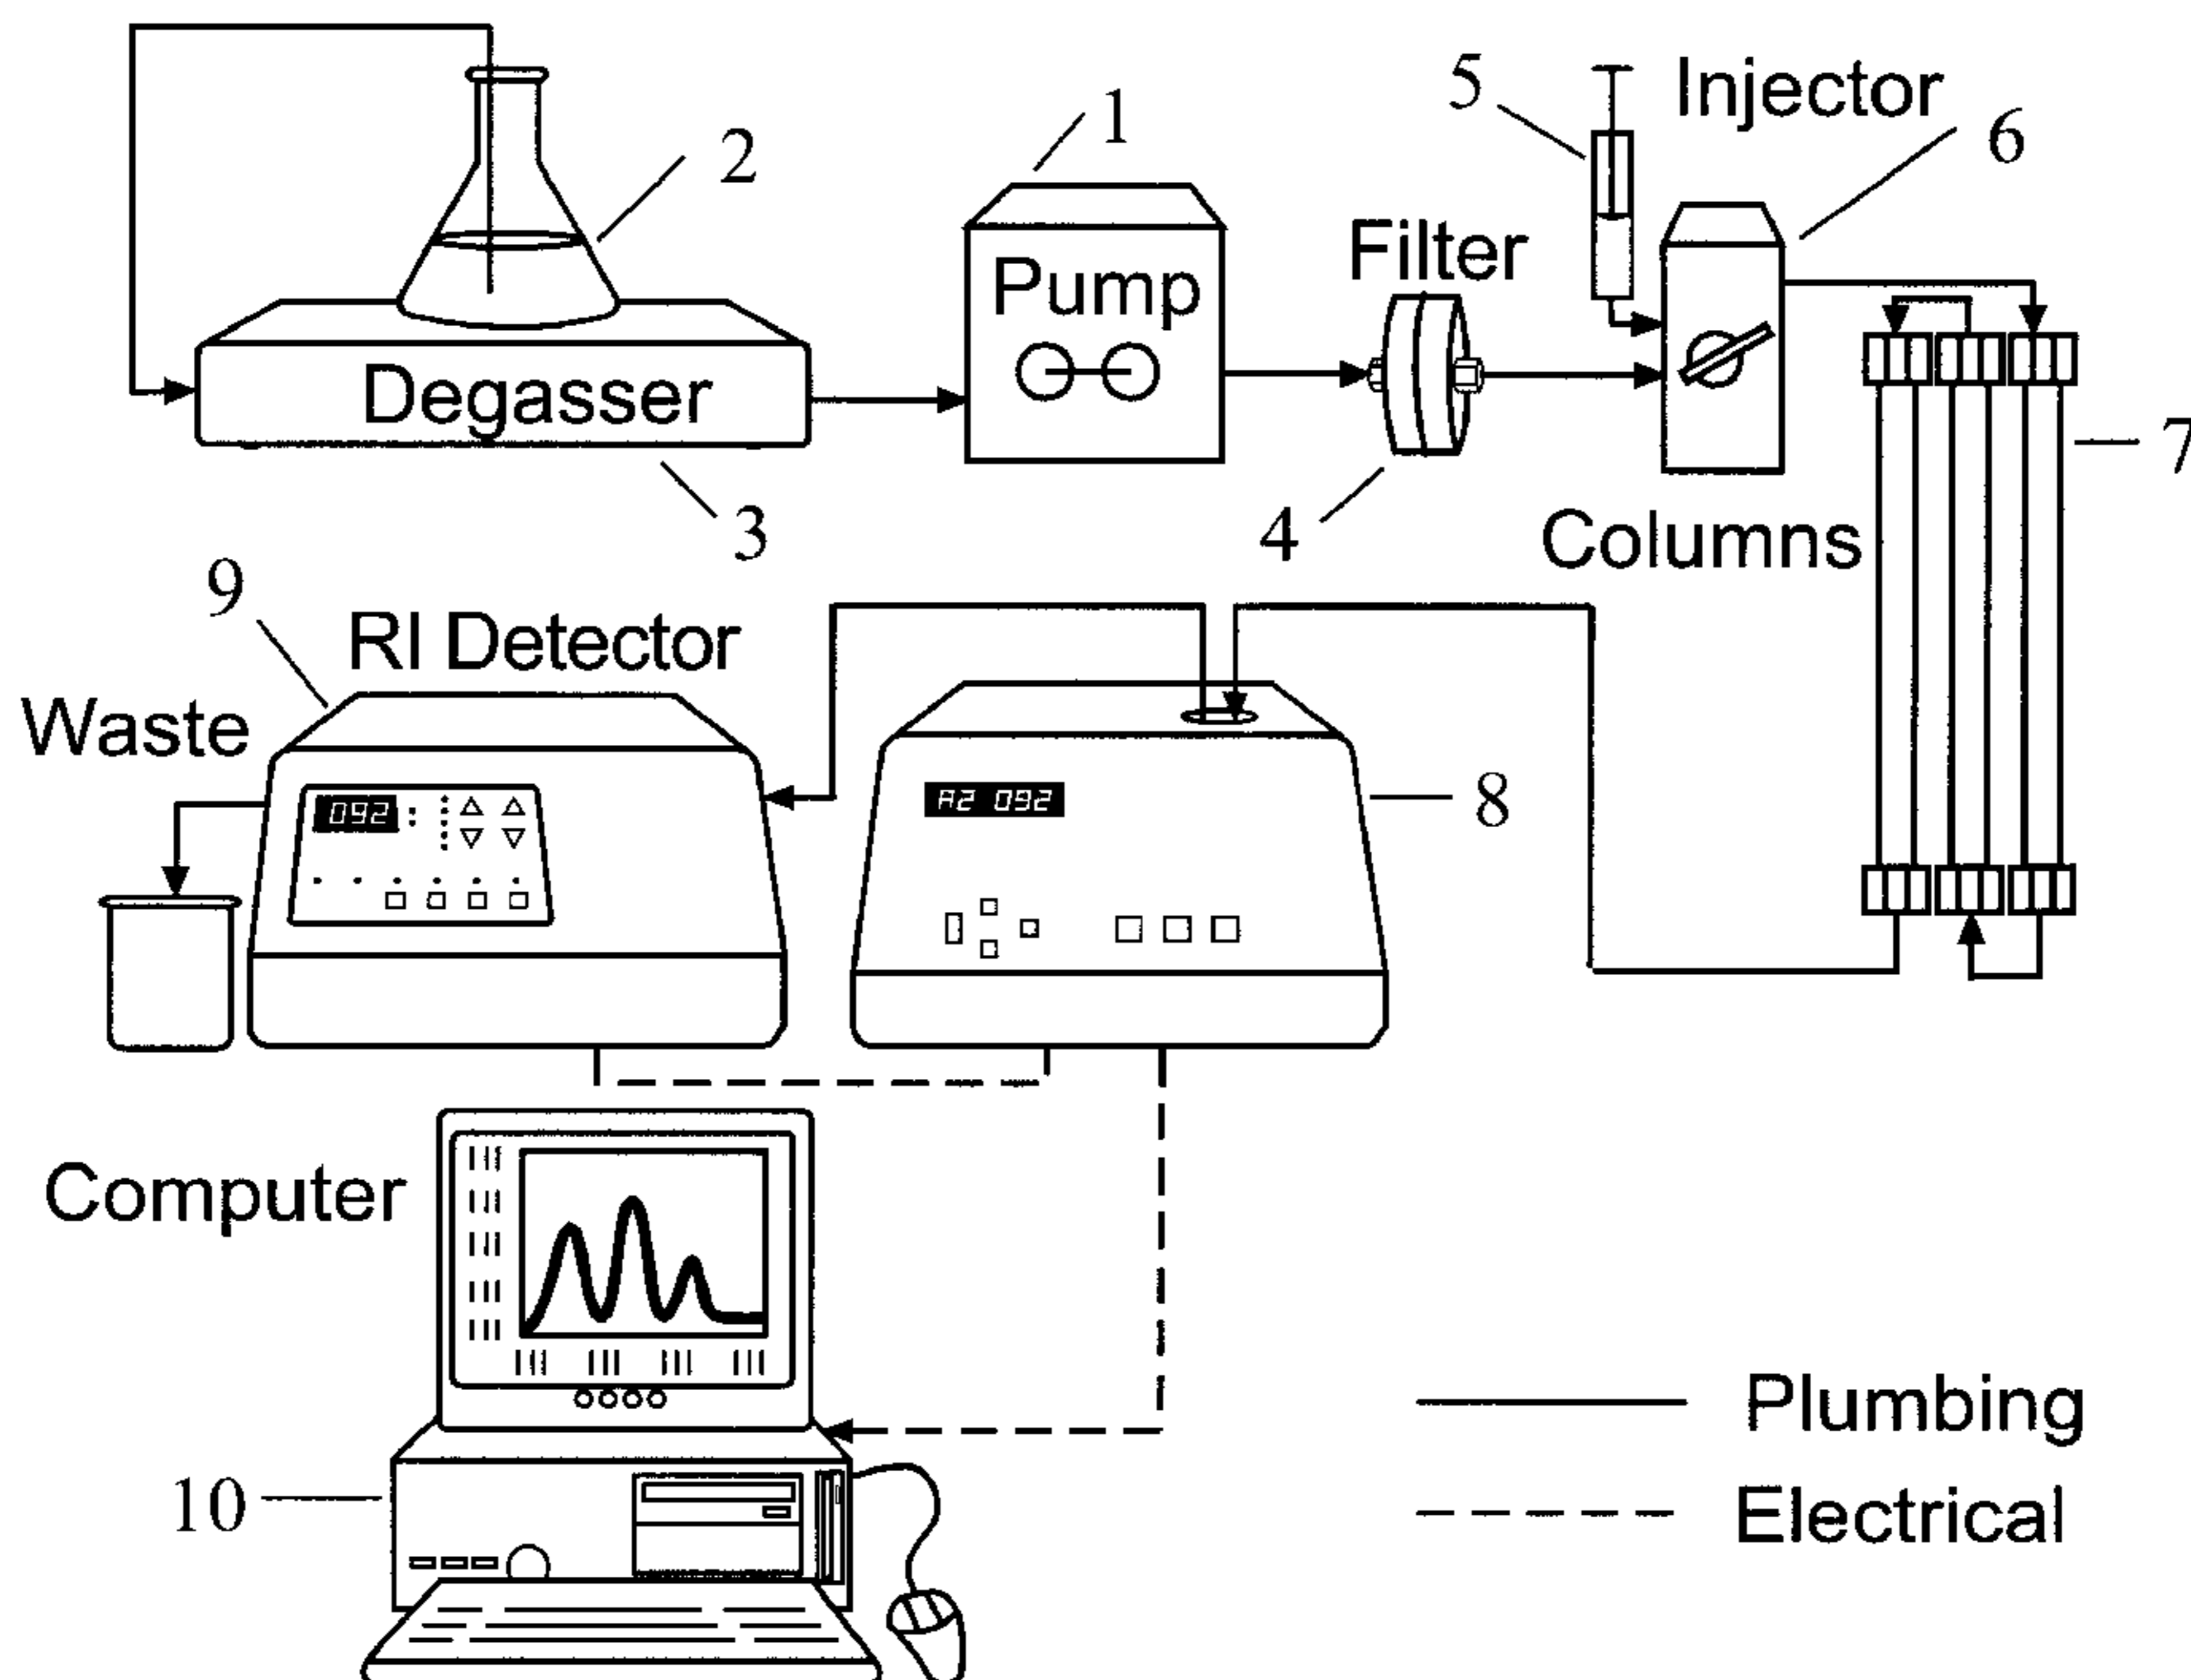 5
Injector
1
6
2
Filter
Pump
Degasser
7
3
4
Columns
9
RI Detector
Waste
092
A2 092
8
Computer
Plumbing
10
Electrical